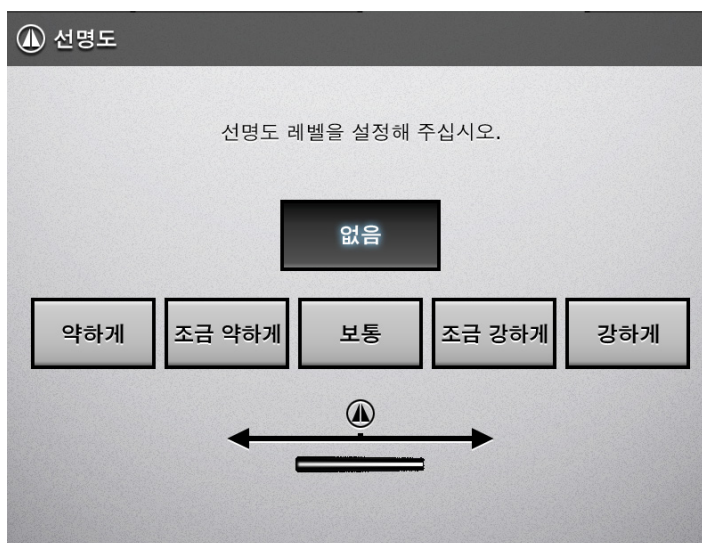 선명도
선명도 레벨을 설정해 주십시오.
없음
약하게 조금 약하게 보통 조금 강하게 강하게